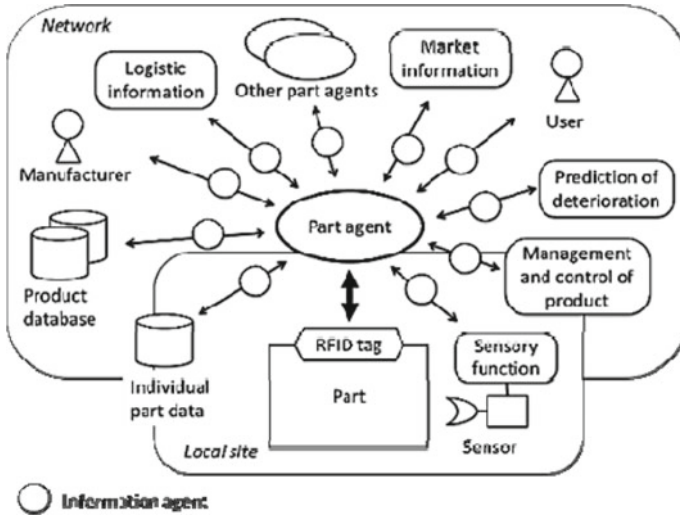 Network
Logistic
information
Other part agents
Market
information
User
Manufacturer
Prediction of
deterioration
Part agent
Product
database
Management
and control of
product
RFID tag
Sensory
function
Individual
part data
Part
Sensor
Local site
Information agent